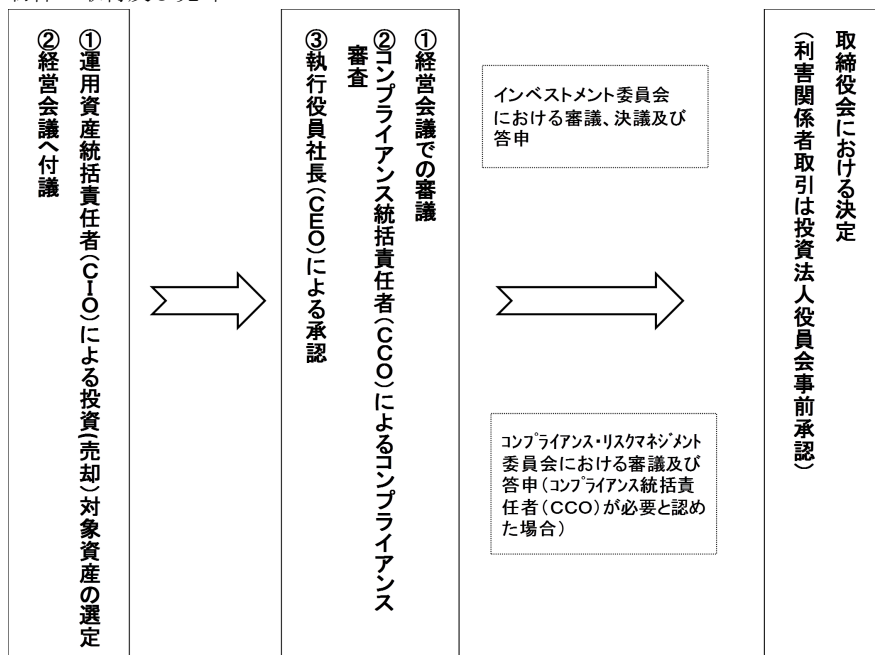 ①運用資産統括責任者（ＣＩＯ）による投資(売却)対象資産の選定
②経営会議へ付議
①経営会議での審議
②コンプライアンス統括責任者（ＣＣＯ）によるコンプライアンス
審査
③執行役員社長（ＣＥＯ）による承認
インベストメント委員会
における審議、決議及び
答申
ｺﾝﾌﾟﾗｲｱﾝｽ・ﾘｽｸﾏﾈｼﾞﾒﾝﾄ
委員会における審議及び
答申（ｺﾝﾌﾟﾗｲｱﾝｽ統括責
任者（CCO）が必要と認め
た場合）
取締役会における決定
（利害関係者取引は投資法人役員会事前承認）